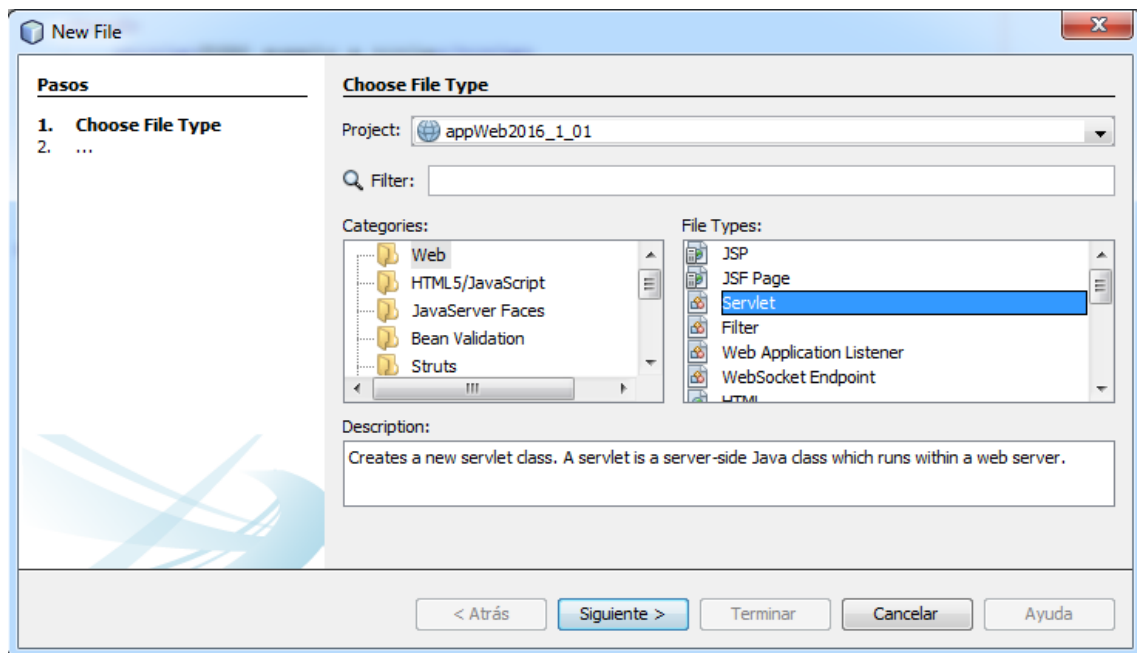 New File
Pasos
1. Choose File Type
2. ...
Choose File Type
Project: appWeb2016_1_01
Filter:
Categories:
Web
HTML5/JavaScript
JavaServer Faces
Bean Validation
Struts
File Types:
JSP
JSF Page
Servlet
Filter
Web Application Listener
WebSocket Endpoint
HTML
Description:
Creates a new servlet class. A servlet is a server-side Java class which runs within a web server.
< Atrás Siguiente > Terminar Cancelar Ayuda